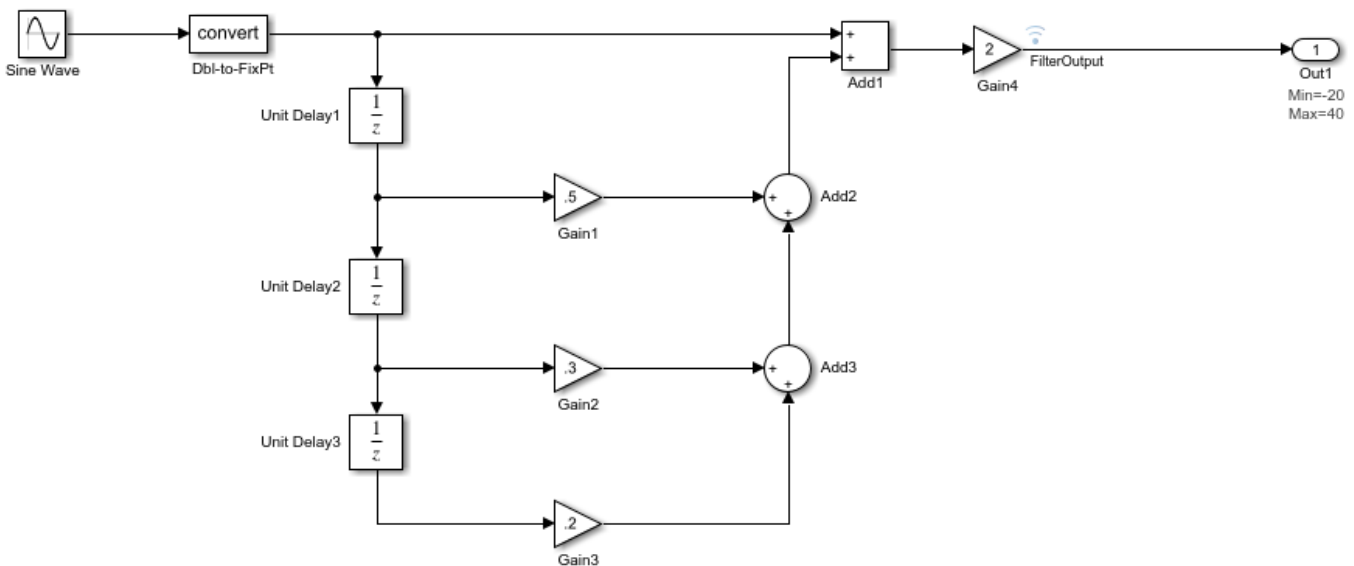 convert
+
+
2
1
Sine Wave
Dbl-to-FixPt
Add1
Gain4
FilterOutput
Out1
Min=-20
Max=40
Unit Delay1
1
z
.5
+
+
Add2
Gain1
Unit Delay2
1
z
.3
+
+
Add3
Gain2
Unit Delay3
1
z
.2
Gain3